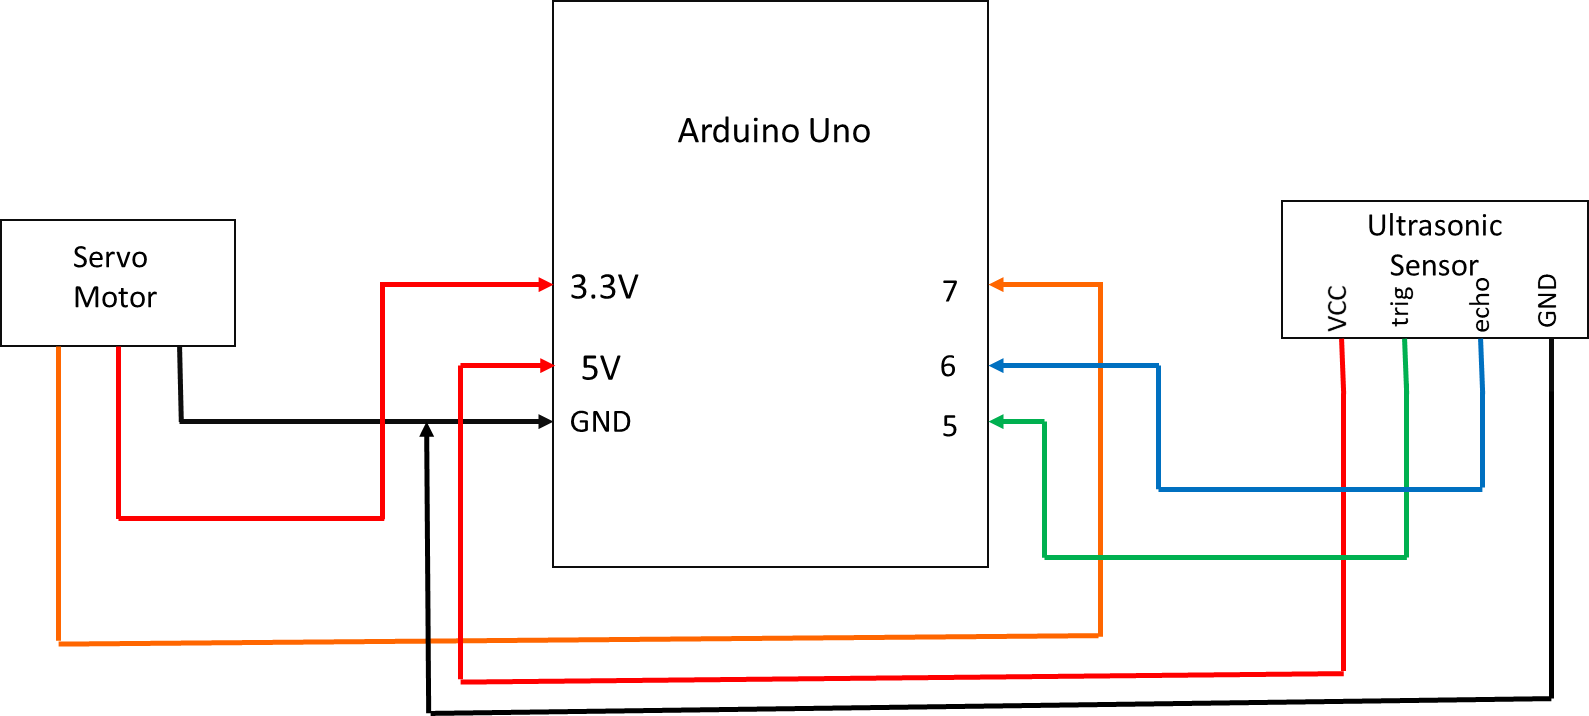 Arduino Uno
Servo
Motor
3.3V
5V
GND
7
6
5
Ultrasonic
Sensor
VCC
trig
echo
GND